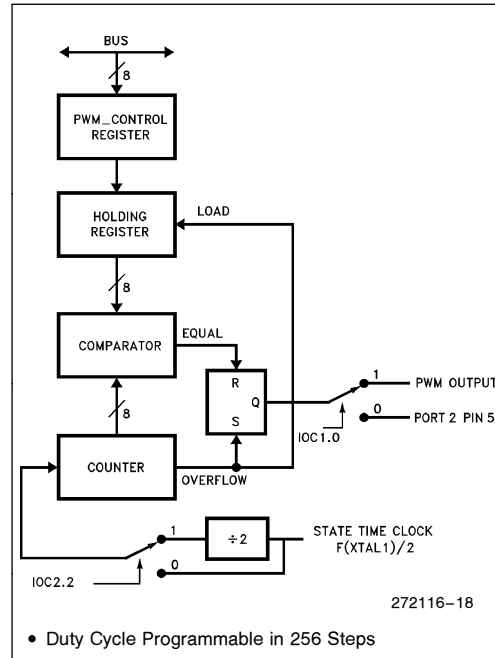 BUS
8
PWM_CONTROL
REGISTER
HOLDING
REGISTER
LOAD
8
COMPARATOR
EQUAL
R
Q
S
1
PWM OUTPUT
0
PORT 2 PIN 5
IOC1.0
8
COUNTER
OVERFLOW
1
÷2
STATE TIME CLOCK
F(XTAL1)/2
0
IOC2.2
272116–18
• Duty Cycle Programmable in 256 Steps